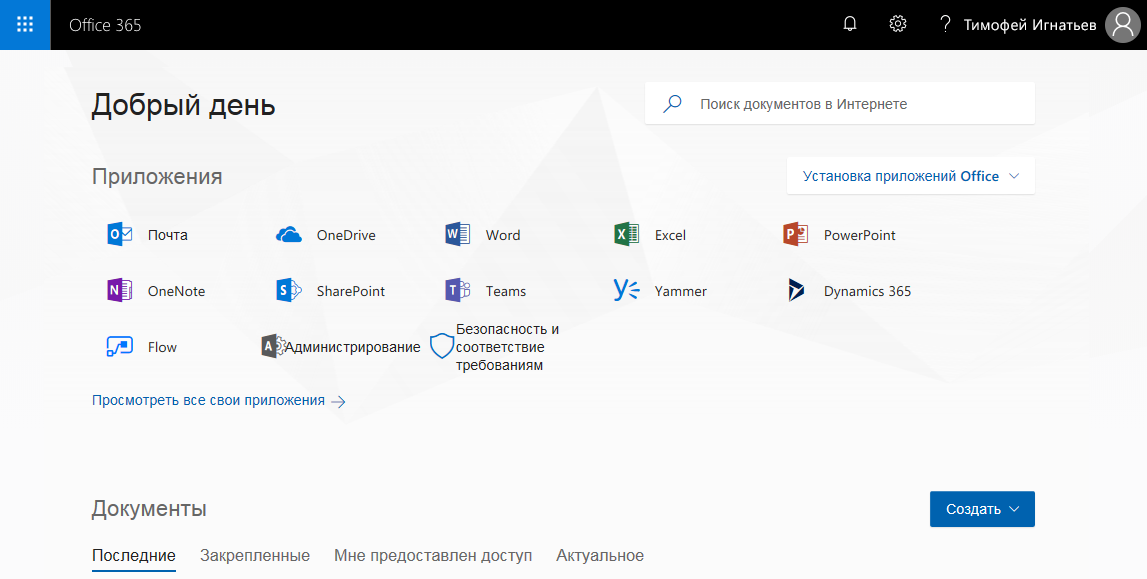 Office 365
? Тимофей Игнатьев
Добрый день
Поиск документов в Интернете
Приложения
Установка приложений Office
Почта
OneDrive
Word
Excel
PowerPoint
OneNote
SharePoint
Teams
Yammer
Dynamics 365
Flow
Администрирование
Безопасность и
соответствие
требованиям
Просмотреть все свои приложения →
Документы
Создать
Последние
Закрепленные
Мне предоставлен доступ
Актуальное